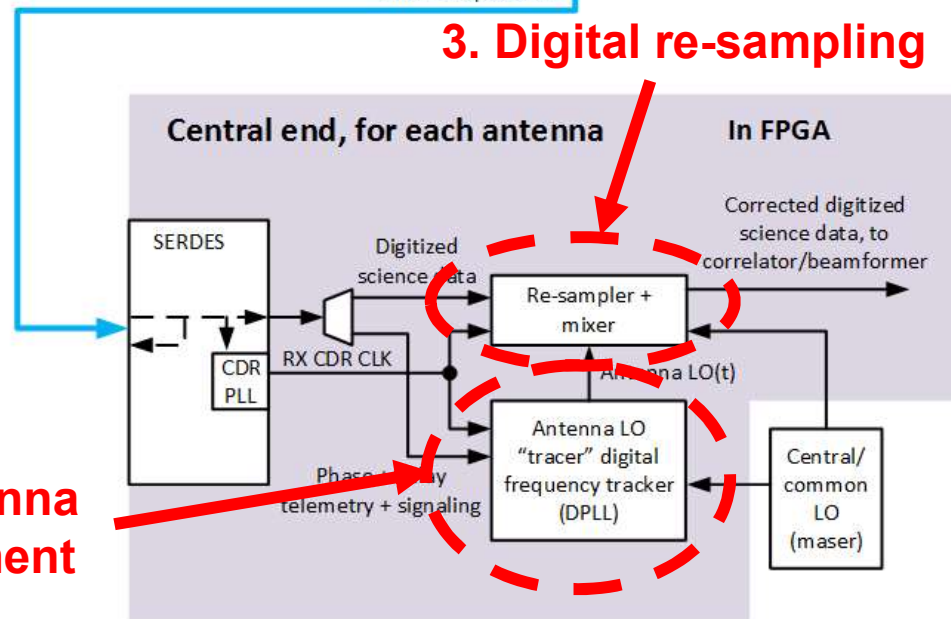 3. Digital re-sampling
Central end, for each antenna
In FPGA
SERDES
Digitized
science data
Corrected digitized
science data, to
correlator/beamformer
Re-sampler +
mixer
CDR
PLL
RX CDR CLK
Antenna LO(t)
Antenna LO
“tracer” digital
frequency tracker
(DPLL)
telemetry + signaling
Central/
common
LO
(maser)